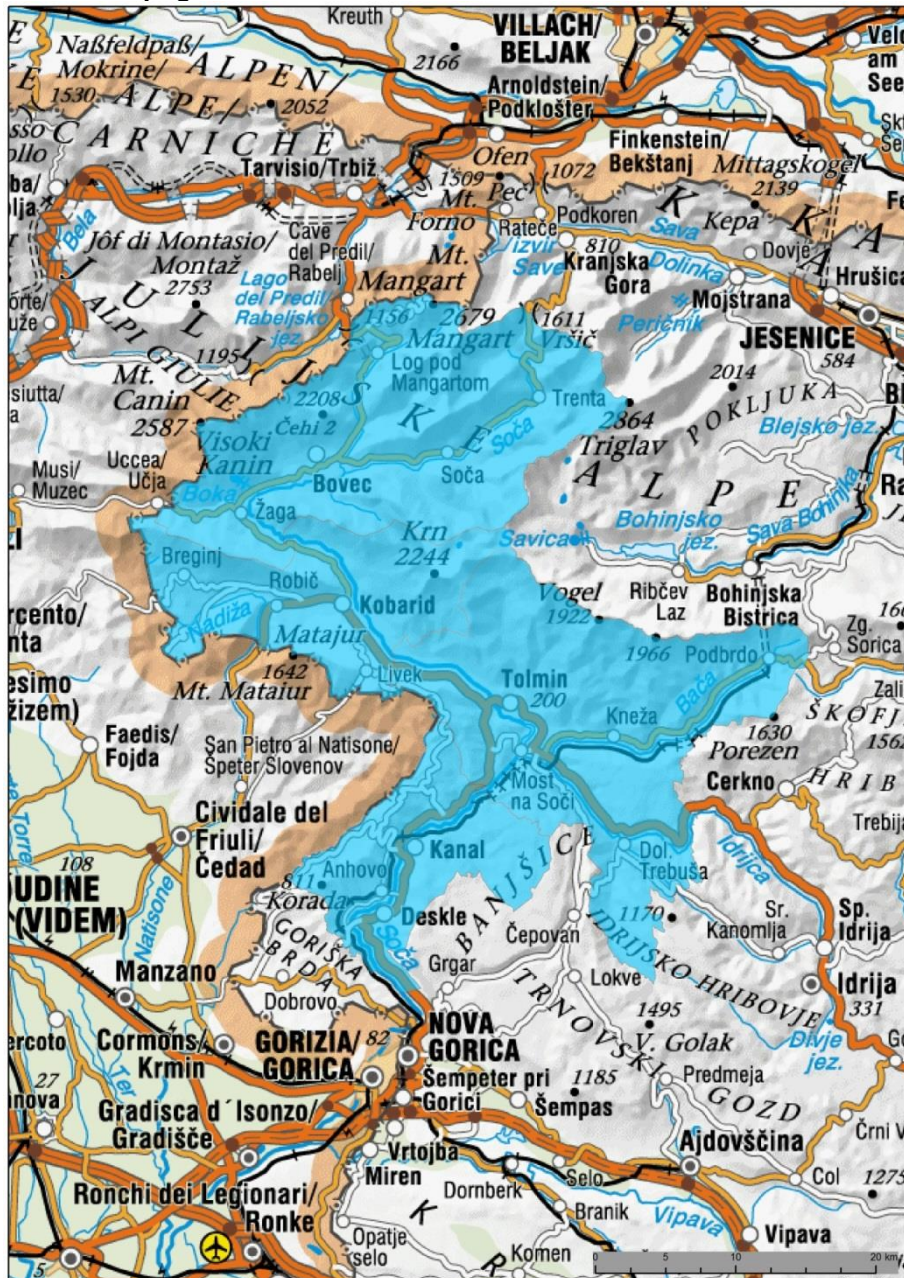 Kreuth
VILLACH/
BELJAK
Naßfeldpaß/
Mokrine/
1530
2166
ALPEN/
ALPE/
2052
CARNICHE
Arnoldstein/
Podklošter
Finkenstein/
Bekštanj
Mittagskogel
2139
Kepa
Tarvisio/Trbiž
Ofen
1509
Mt. Pec
1072
Forno
Rateče
Podkoren
izvir
Save
810
Kranjska
Gora
Sava
Dolinka
Dovje
Mojstrana
Hrušica
Peričnik
JESENICE
584
Bela
Jôf di Montasio/
Montaž
2753
Cave
del Predil/
Rabelj
Lago
del Predil/
Rabeljsko
jez.
Mt.
Mangart
1156
2679
Mangart
1611
Vršič
JULIJSKE
ALPI GIULIE
1195
Mt.
Canin
2587
2208
Čehi 2
Log pod
Mangartom
Trenta
2864
Triglav
2014
POKLJUKA
Blejsko jez.
Visoki
Kanin
Soča
Soča
Bovec
Boka
Žaga
Musi/
Muzec
Uccea/
Učja
ALPE
Savica
Bohinjsko
jez.
Sava Bohinjka
Krn
2244
Ribčev
Laz
Bohinjska
Bistrica
Breginj
Robič
Kobarid
Nadiža
Vogel
1922
1966
Podbrdo
Zg.
Sorica
Matajur
1642
Mt. Mataiur
Livek
Tolmin
200
Kneža
Bača
1630
Porezen
1562
Faedis/
Fojda
San Pietro al Natisone/
Speter Slovenov
Most
na Soči
Cerkno
Cividale del
Friuli/
Čedad
Torre
Natisone
108
UDINE
(VIDEM)
Anhovo
811
Korada
Kanal
Deskle
Soča
BANJŠICE
Dol.
Trebuša
Idrijca
1170
Sr.
Kanomlja
Sp.
Idrija
Idrija
331
Divje
jez.
IDRIJSKO HRIBOVJE
Čepovan
Grgar
Lokve
GORIŠKA
BRDA
Dobrovo
Manzano
Cormons/
Krmin
GORIZIA/
GORICA
82
NOVA
GORICA
TRNOVSKI
GOZD
1495
V. Golak
1185
Predmeja
Šempeter pri
Gorici
Šempas
Gradisca d´Isonzo/
Gradišče
27
Ajdovščina
Col
1275
Vrtojba
Miren
Selo
Dornberk
Vipava
Vipava
Ronchi dei Legionari/
Ronke
Opatje
selo
Branik
Komen
5
0 5 10 20 km